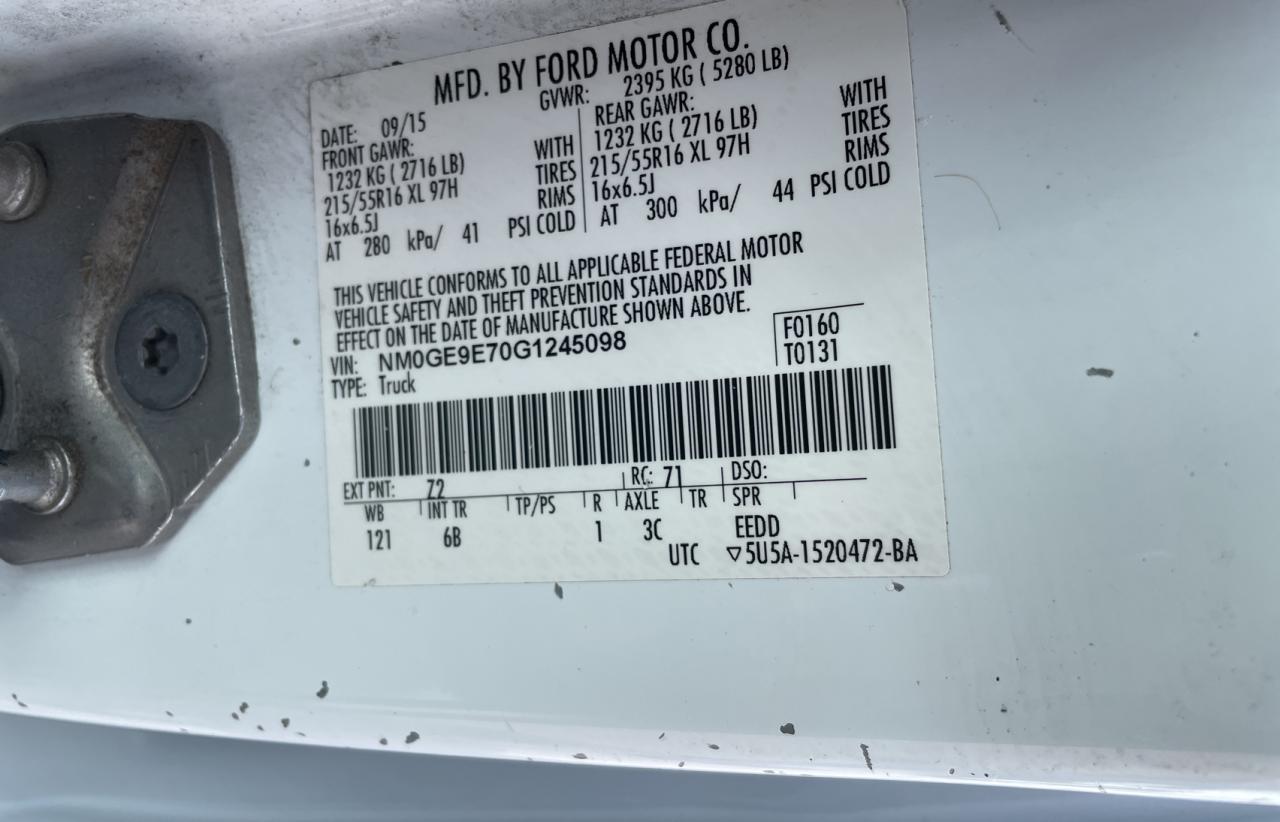 MFD. BY FORD MOTOR CO.
DATE: 09/15 GVWR: 2395 KG ( 5280 LB)
FRONT GAWR: REAR GAWR:
1232 KG ( 2716 LB) WITH 1232 KG ( 2716 LB) WITH
215/55R16 XL 97H TIRES 215/55R16 XL 97H TIRES
16x6.5J RIMS 16x6.5J RIMS
AT 280 kPa/ 41 PSI COLD AT 300 kPa/ 44 PSI COLD
THIS VEHICLE CONFORMS TO ALL APPLICABLE FEDERAL MOTOR
VEHICLE SAFETY AND THEFT PREVENTION STANDARDS IN
EFFECT ON THE DATE OF MANUFACTURE SHOWN ABOVE.
VIN: NM0GE9E70G1245098 F0160
TYPE: Truck T0131
EXT PNT: Z2 RC: 71 DSO:
WB INT TR TP/PS R AXLE TR SPR
121 6B 1 3C EEDD
UTC ▽5U5A-1520472-BA